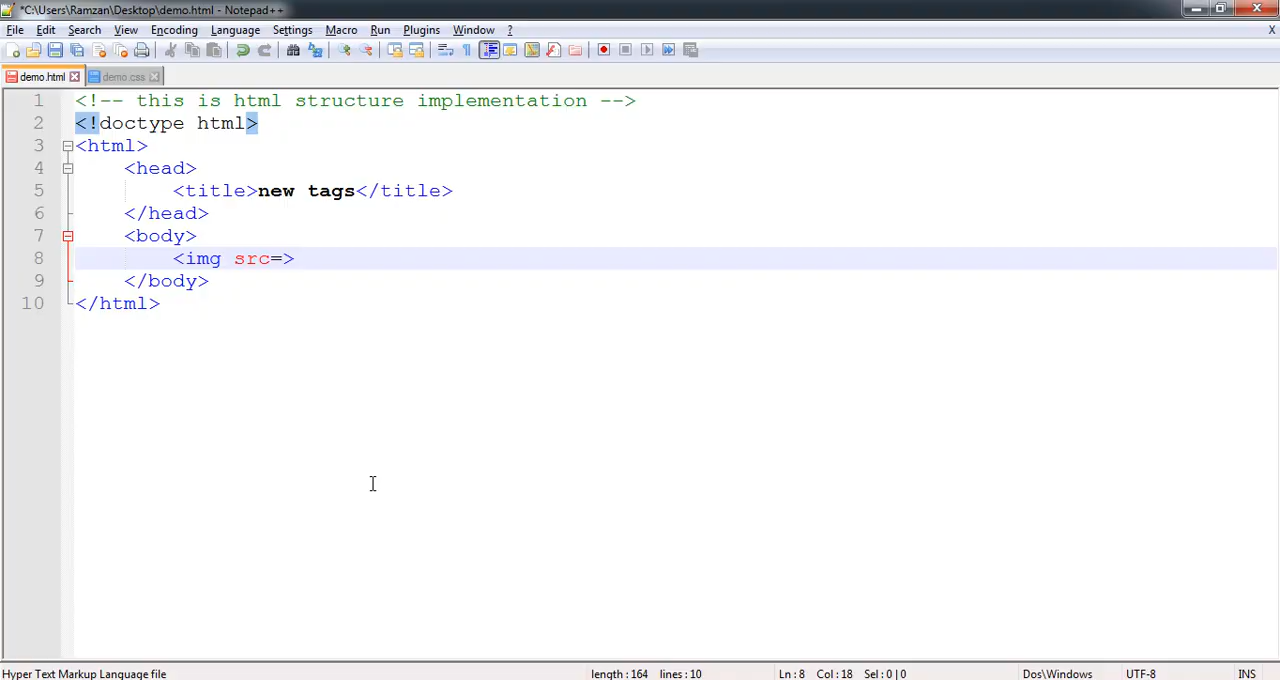 *C:\Users\Ramzan\Desktop\demo.html - Notepad++
File Edit Search View Encoding Language Settings Macro Run Plugins Window ? X
demo.html demo.css
1 <!-- this is html structure implementation -->
2 <!doctype html>
3 <html>
4 <head>
5 <title>new tags</title>
6 </head>
7 <body>
8 <img src=>
9 </body>
10 </html>
Hyper Text Markup Language file length : 164 lines : 10 Ln : 8 Col : 18 Sel : 0 | 0 Dos\Windows UTF-8 INS